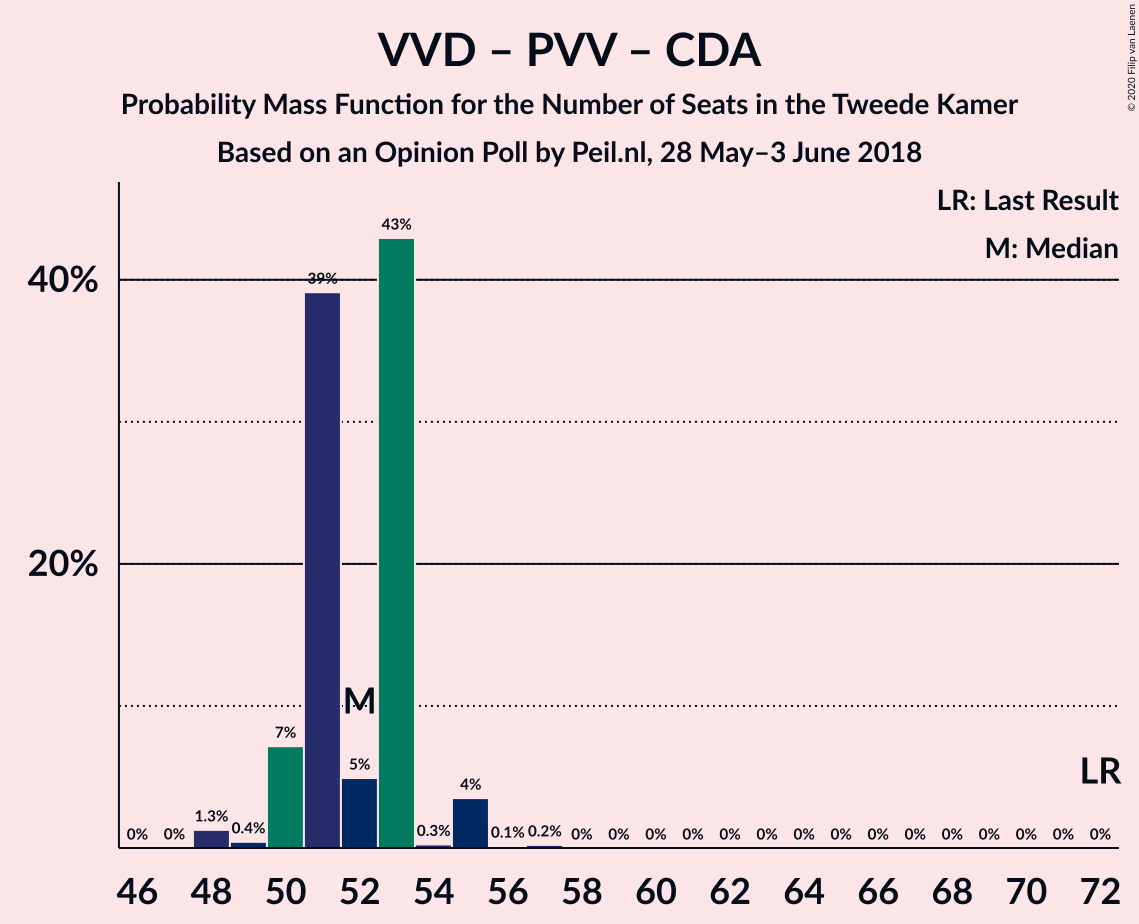 VVD – PVV – CDA
Probability Mass Function for the Number of Seats in the Tweede Kamer
Based on an Opinion Poll by Peil.nl, 28 May–3 June 2018
© 2020 Filip van Laenen
LR: Last Result
M: Median
40%
20%
0% 0% 1.3% 0.4% 7% 39% 5% 43% 0.3% 4% 0.1% 0.2% 0% 0% 0% 0% 0% 0% 0% 0% 0% 0% 0% 0% 0% 0% 0%
M
LR
46 48 50 52 54 56 58 60 62 64 66 68 70 72